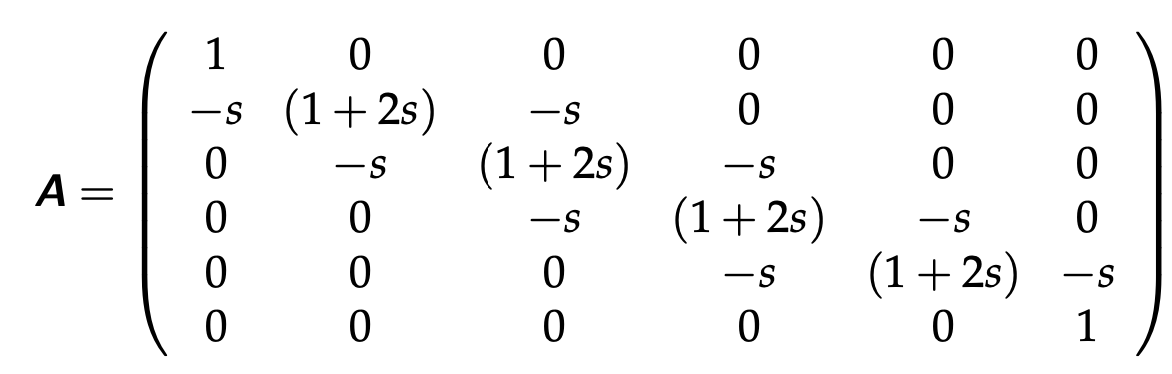 1 0 0 0 0 0
−s (1 + 2s) −s 0 0 0
0 −s (1 + 2s) −s 0 0
A = 0 0 −s (1 + 2s) −s 0
0 0 0 −s (1 + 2s) −s
0 0 0 0 0 1